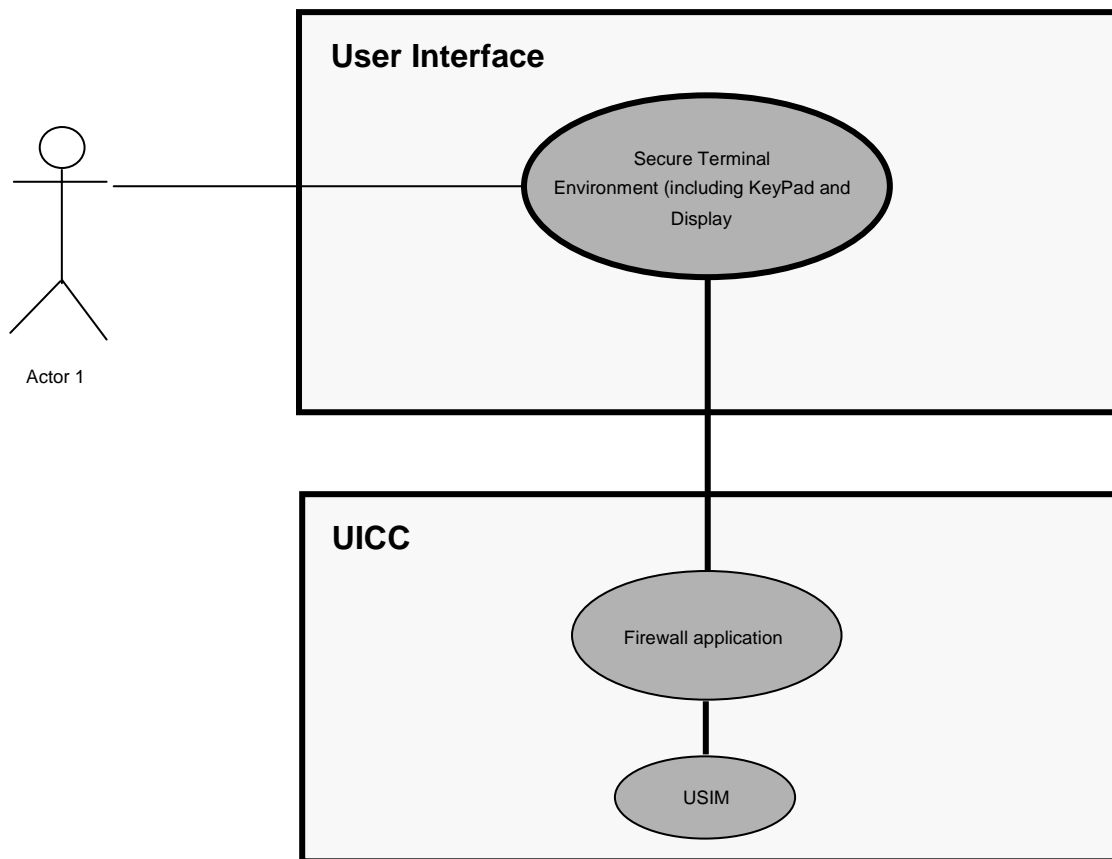 User Interface
Secure Terminal
Environment (including KeyPad and
Display
Actor 1
UICC
Firewall application
USIM